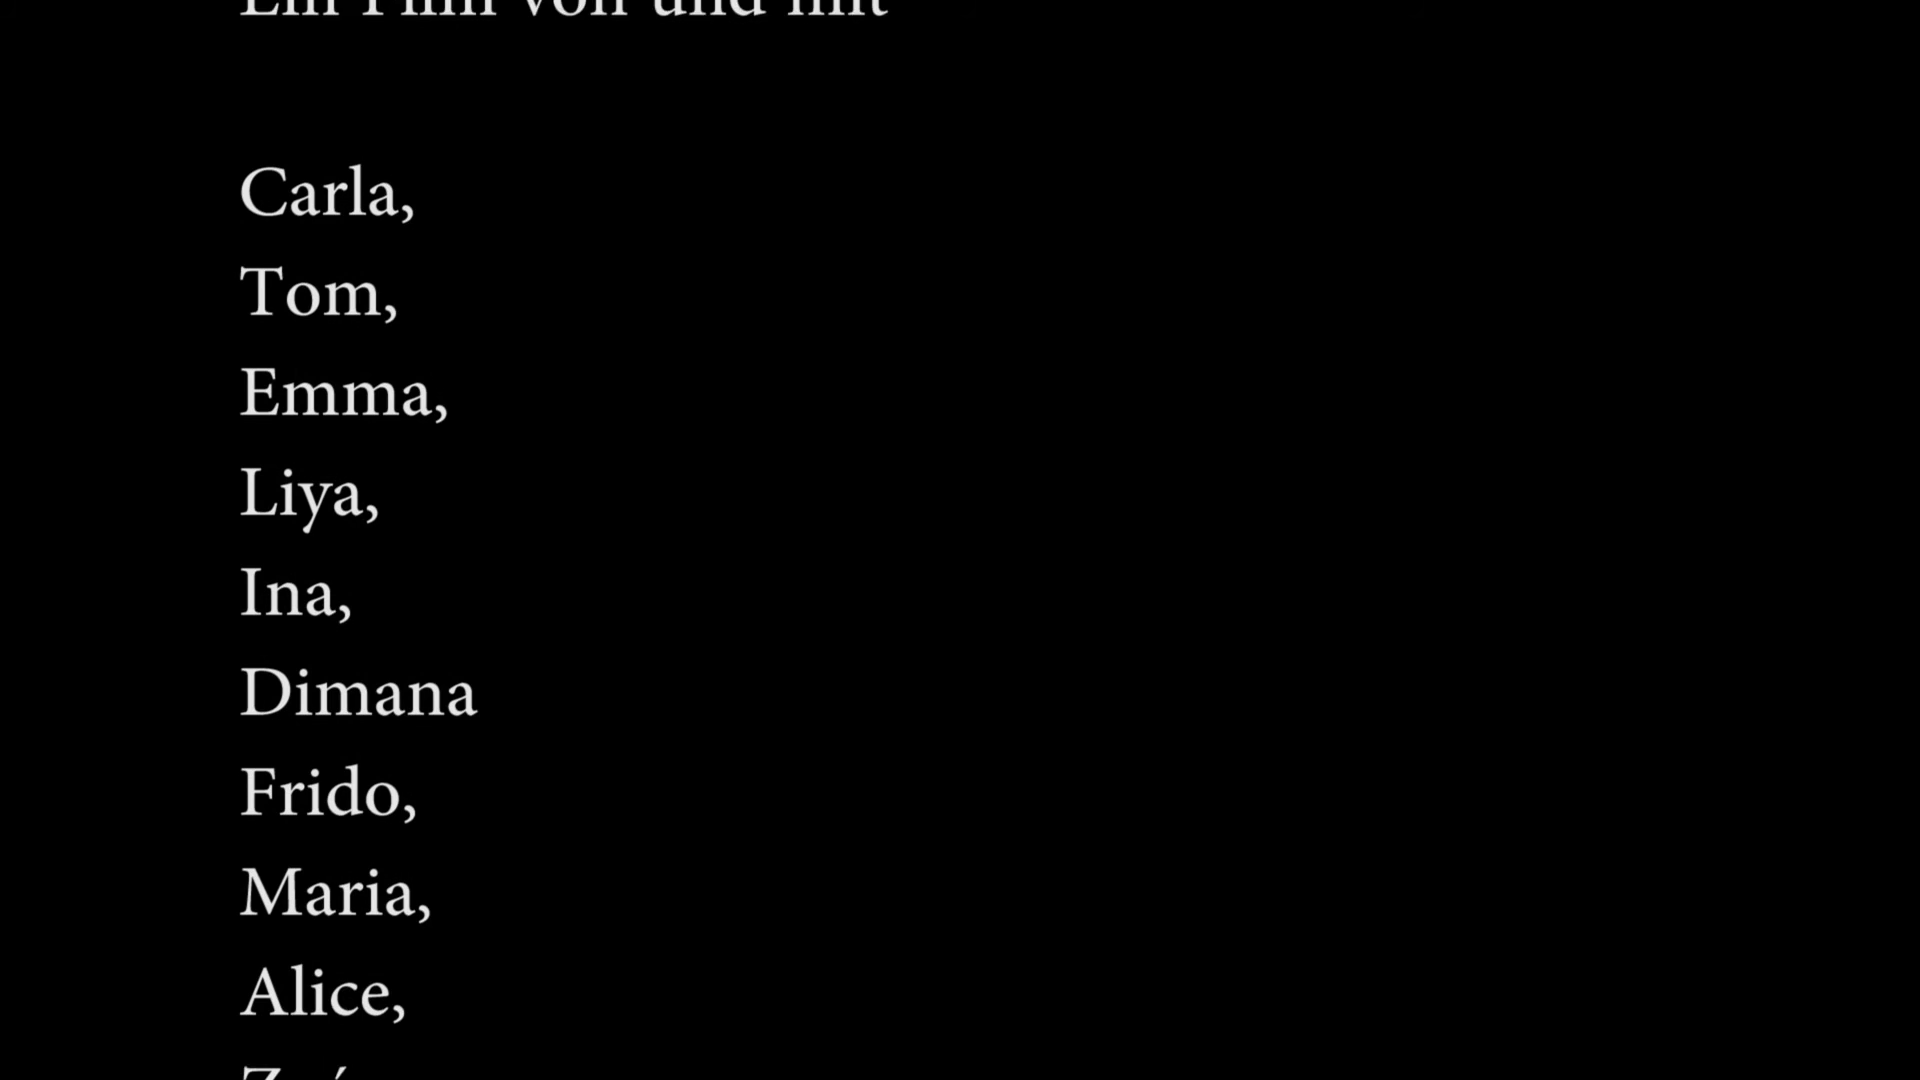 Ein Film von und mit
Carla,
Tom,
Emma,
Liya,
Ina,
Dimana
Frido,
Maria,
Alice,